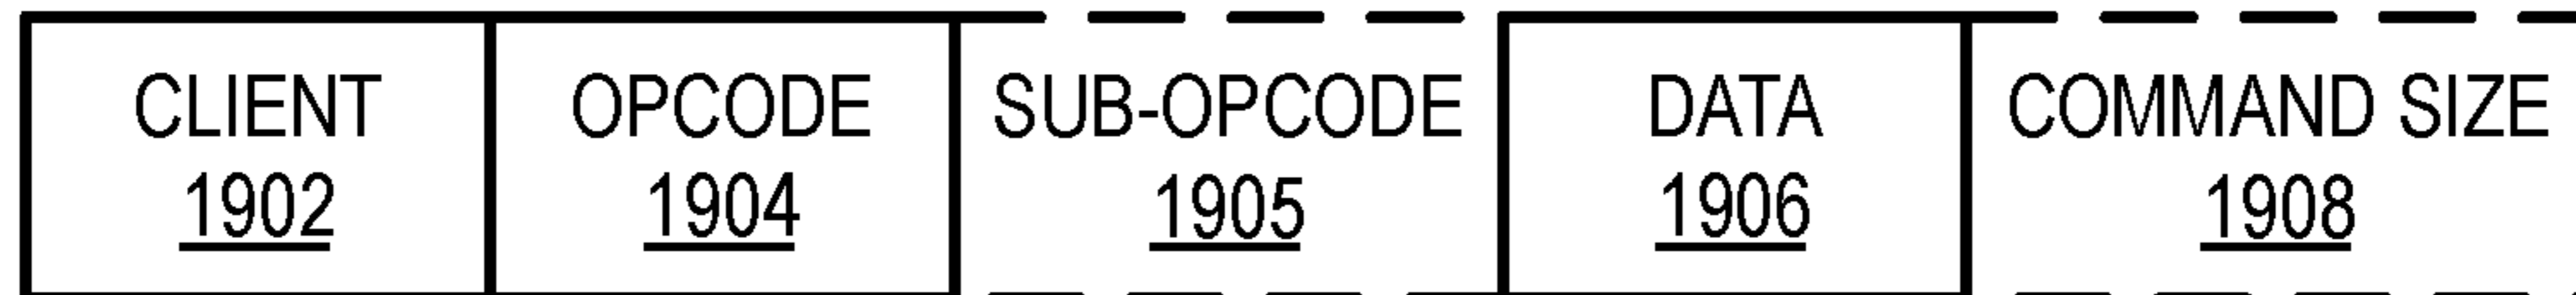 CLIENT OPCODE SUB-OPCODE DATA COMMAND SIZE
1902 1904 1905 1906 1908